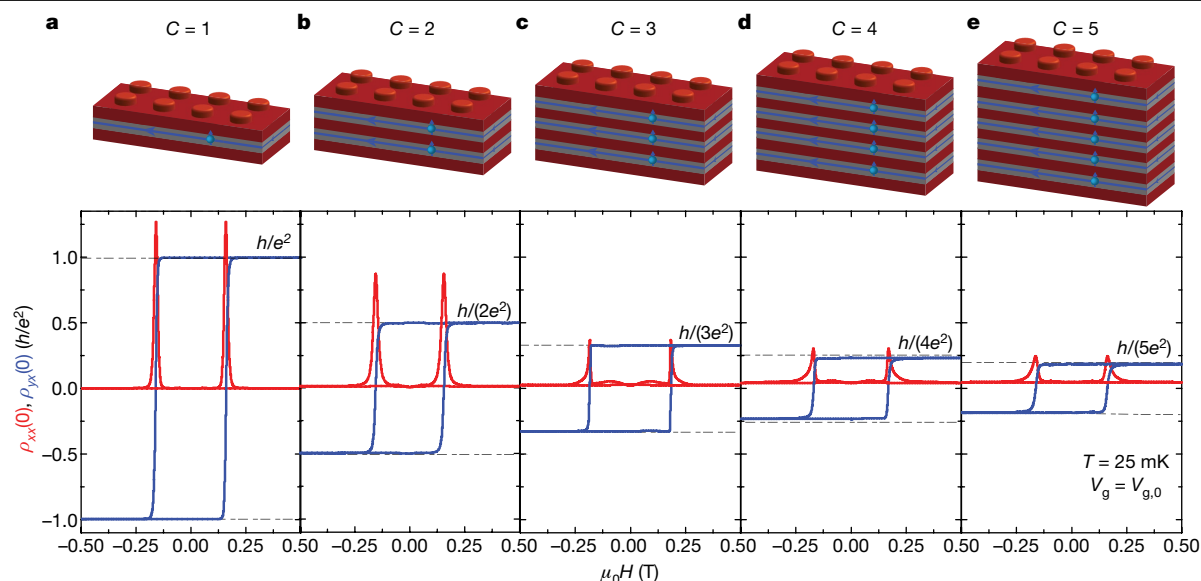 a C = 1
b C = 2
c C = 3
d C = 4
e C = 5
ρxx(0), ρyx(0) (h/e²)
1.0
0.5
0.0
−0.5
−1.0
h/e²
h/(2e²)
h/(3e²)
h/(4e²)
h/(5e²)
T = 25 mK
Vg = Vg,0
−0.50 −0.25 0.00 0.25 0.50 −0.25 0.00 0.25 0.50 −0.25 0.00 0.25 0.50 −0.25 0.00 0.25 0.50 −0.25 0.00 0.25 0.50
μ0H (T)